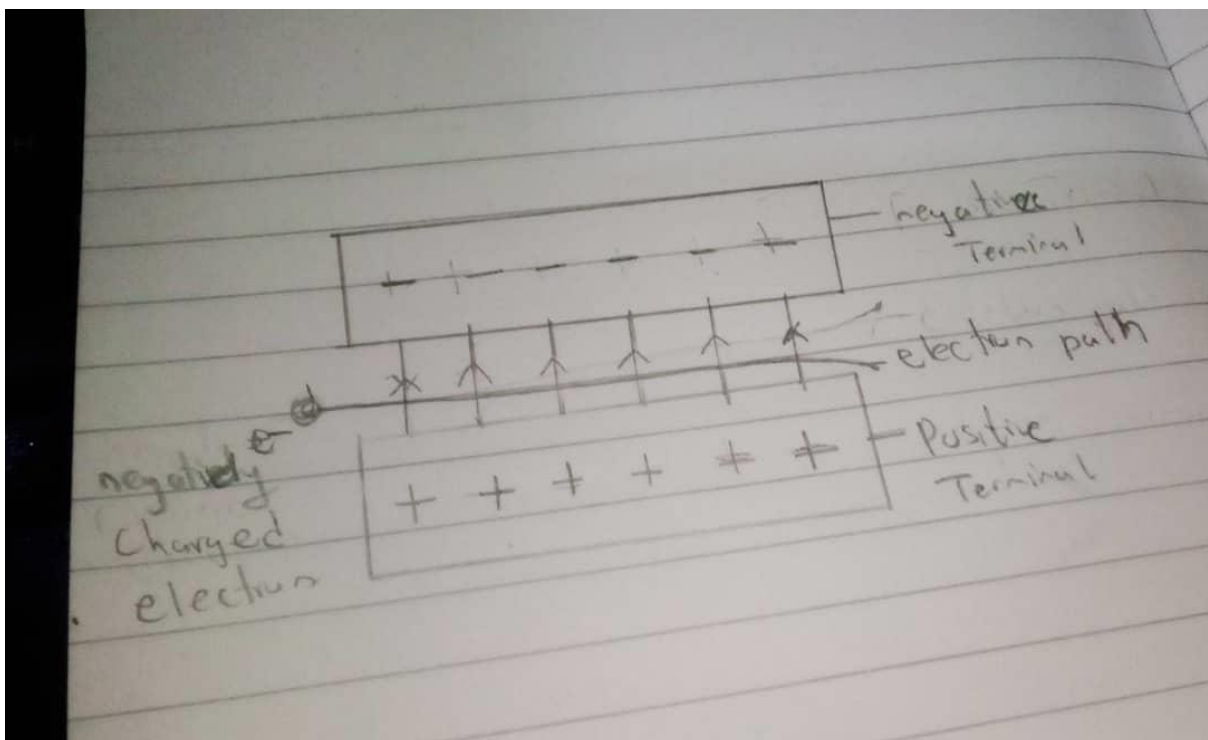 negative
Terminal
- - - - - -
electron path
e-
+ + + + + +
Positive
Terminal
negatively
Charged
electron